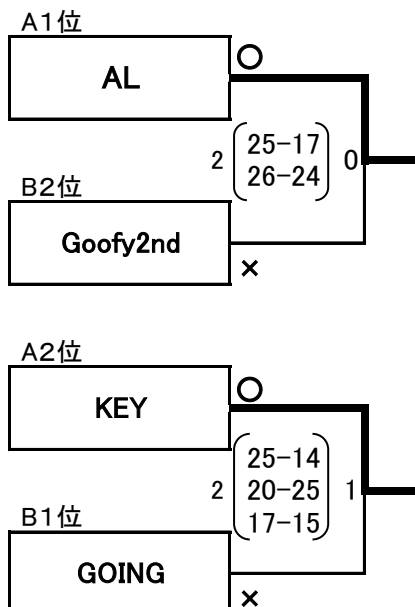 A1位
○
AL
25-17
2 0
26-24
B2位
Goofy2nd
×
A2位
○
KEY
25-14
2 20-25 1
17-15
B1位
GOING
×